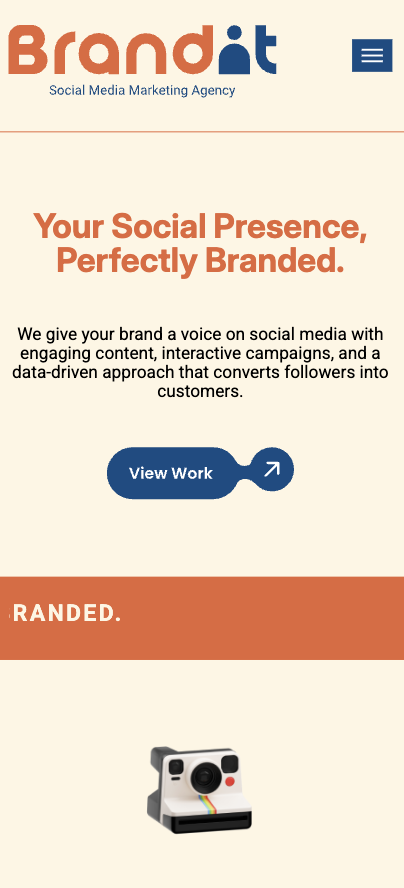 Brandit
Social Media Marketing Agency
Your Social Presence,
Perfectly Branded.
We give your brand a voice on social media with
engaging content, interactive campaigns, and a
data-driven approach that converts followers into
customers.
View Work
RANDED.